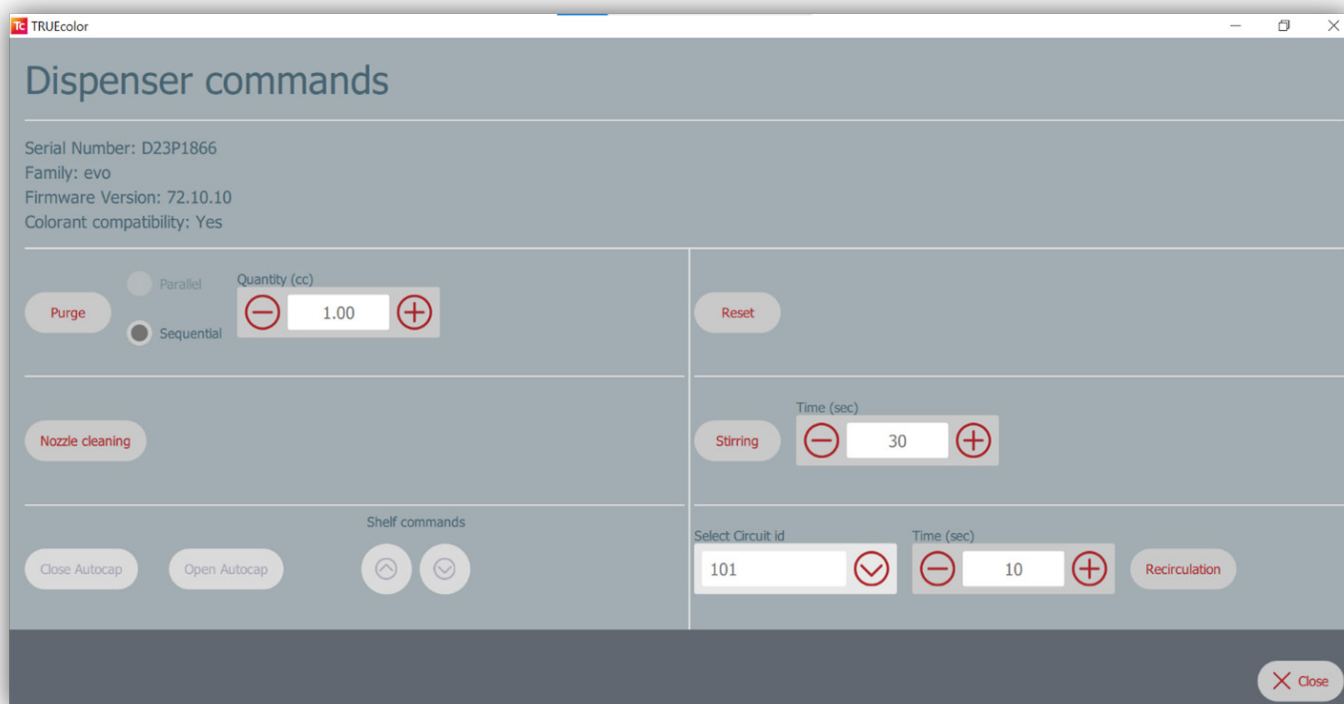 Tc TRUEcolor
Dispenser commands
Serial Number: D23P1866
Family: evo
Firmware Version: 72.10.10
Colorant compatibility: Yes
Purge
Parallel
Sequential
Quantity (cc)
1.00
Reset
Nozzle cleaning
Stirring
Time (sec)
30
Close Autocap
Open Autocap
Shelf commands
Select Circuit id
101
Time (sec)
10
Recirculation
Close